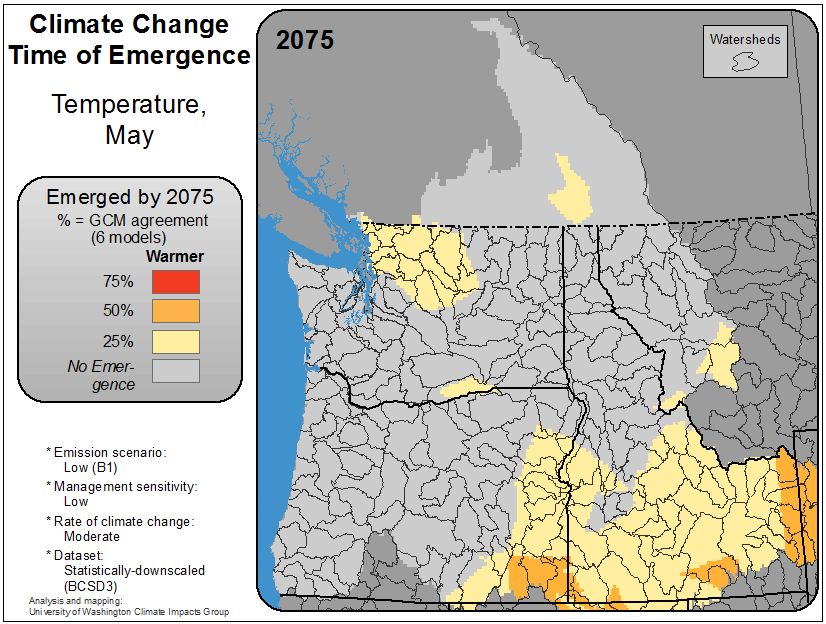 Climate Change
Time of Emergence
Temperature,
May
Emerged by 2075
% = GCM agreement
(6 models)
Warmer
75%
50%
25%
No Emer-
gence
* Emission scenario:
Low (B1)
* Management sensitivity:
Low
* Rate of climate change:
Moderate
* Dataset:
Statistically-downscaled
(BCSD3)
Analysis and mapping:
University of Washington Climate Impacts Group
2075
Watersheds